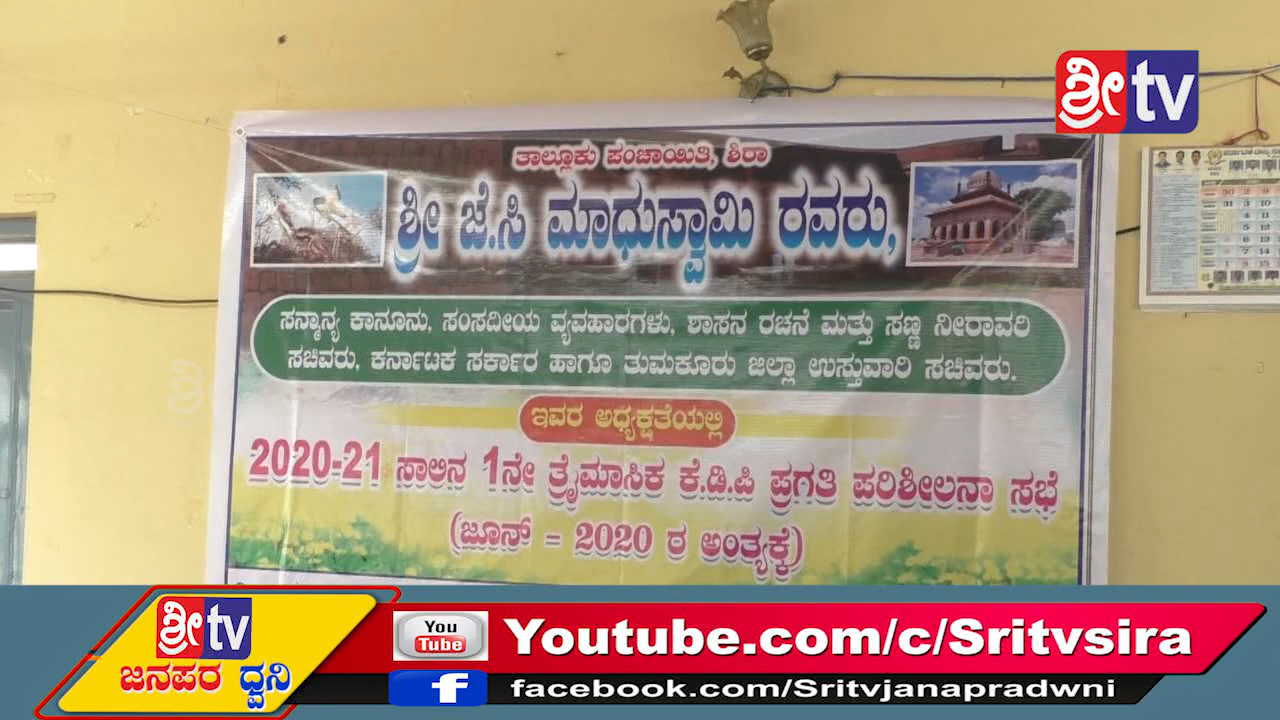 ಶ್ರೀ tv
ತಾಲ್ಲೂಕು ಪಂಚಾಯಿತಿ, ಶಿರಾ
ಶ್ರೀ ಜೆ.ಸಿ ಮಾಧುಸ್ವಾಮಿ ರವರು,
ಸನ್ಮಾನ್ಯ ಕಾನೂನು, ಸಂಸದೀಯ ವ್ಯವಹಾರಗಳು, ಶಾಸನ ರಚನೆ ಮತ್ತು ಸಣ್ಣ ನೀರಾವರಿ
ಸಚಿವರು, ಕರ್ನಾಟಕ ಸರ್ಕಾರ ಹಾಗೂ ತುಮಕೂರು ಜಿಲ್ಲಾ ಉಸ್ತುವಾರಿ ಸಚಿವರು.
ಇವರ ಅಧ್ಯಕ್ಷತೆಯಲ್ಲಿ
2020-21 ಸಾಲಿನ 1ನೇ ತ್ರೈಮಾಸಿಕ ಕೆ.ಡಿ.ಪಿ ಪ್ರಗತಿ ಪರಿಶೀಲನಾ ಸಭೆ
(ಜೂನ್ - 2020 ರ ಅಂತ್ಯಕ್ಕೆ)
ಶ್ರೀ tv
ಜನಪರ ಧ್ವನಿ
You Tube
Youtube.com/c/Sritvsira
f
facebook.com/Sritvjanapradwni